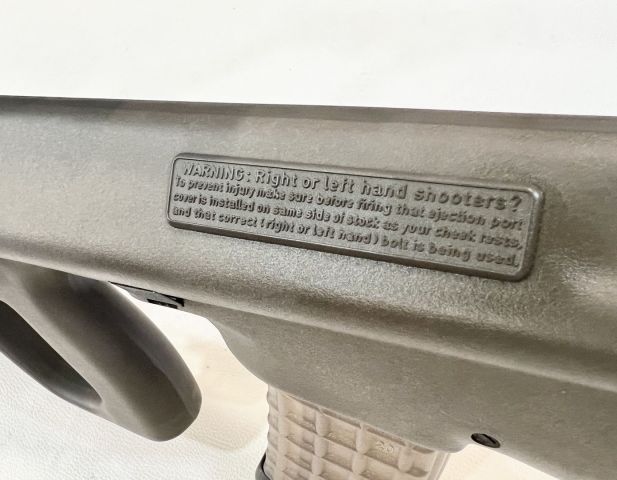 WARNING: Right or left hand shooters?
To prevent injury make sure before firing that ejection port
cover is installed on same side of stock as your cheek rests,
and that correct (right or left hand) bolt is being used.